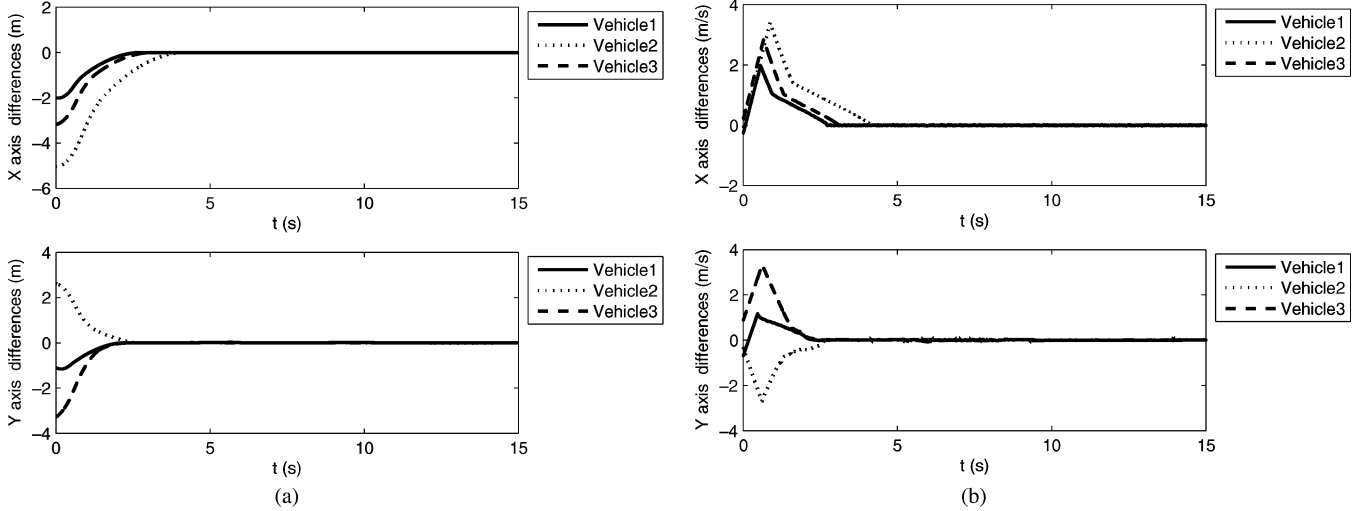 X axis differences (m)
2
0
−2
−4
−6
0
5
10
15
t (s)
Vehicle1
Vehicle2
Vehicle3
Y axis differences (m)
4
2
0
−2
−4
0
5
10
15
t (s)
Vehicle1
Vehicle2
Vehicle3
(a)
X axis differences (m/s)
4
2
0
−2
0
5
10
15
t (s)
Vehicle1
Vehicle2
Vehicle3
Y axis differences (m/s)
4
2
0
−2
−4
0
5
10
15
t (s)
Vehicle1
Vehicle2
Vehicle3
(b)